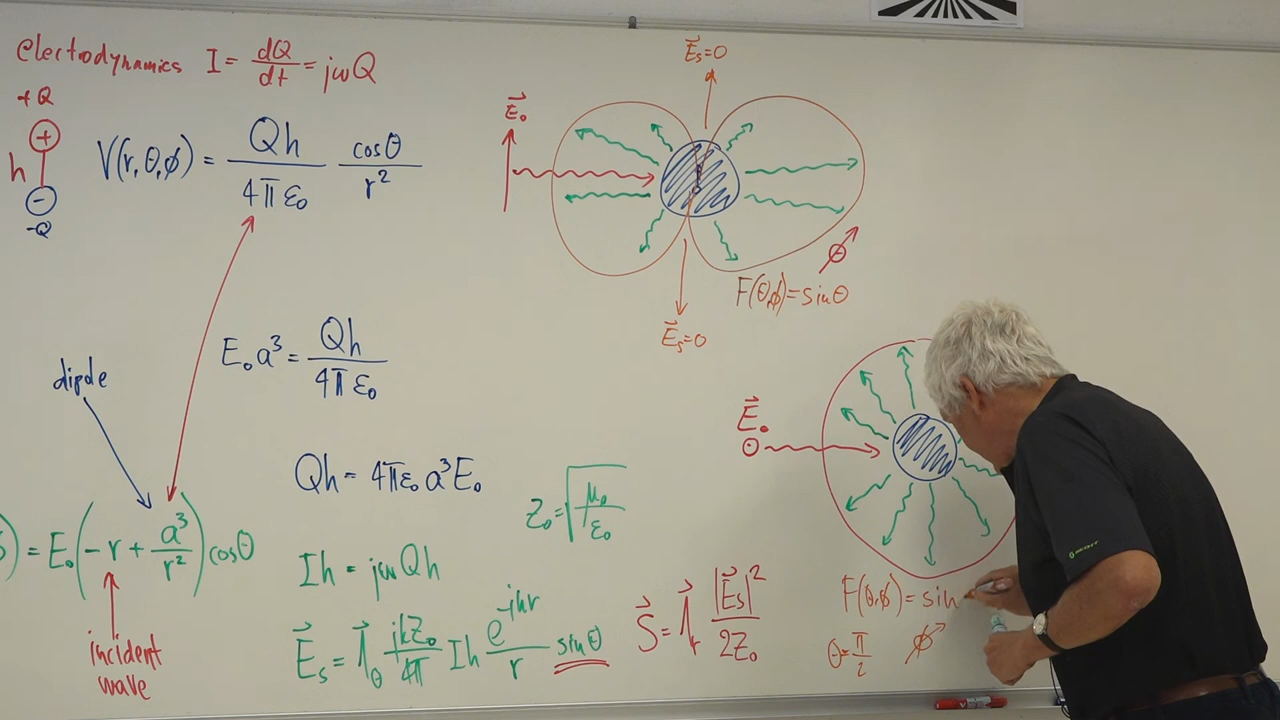 electrodynamics I = dQ/dt = jωQ
+Q
+
h
−
-Q
V(r,θ,φ) = Qh/4πε₀ cosθ/r²
E₀a³ = Qh/4πε₀
dipole
Qh = 4πε₀a³E₀
) = E₀(-r + a³/r²)cosθ
incident
wave
Ih = jωQh
E⃗s = 1⃗θ jkZ₀/4π Ih e^-jkr/r sinθ
Z₀ = √μ₀/ε₀
S⃗ = 1⃗r |E⃗s|²/2Z₀
E⃗s=0
E⃗₀
F(θ,φ)=sinθ
θ
E⃗s=0
E⃗₀
F(θ,φ) = sin
θ=π/2
φ